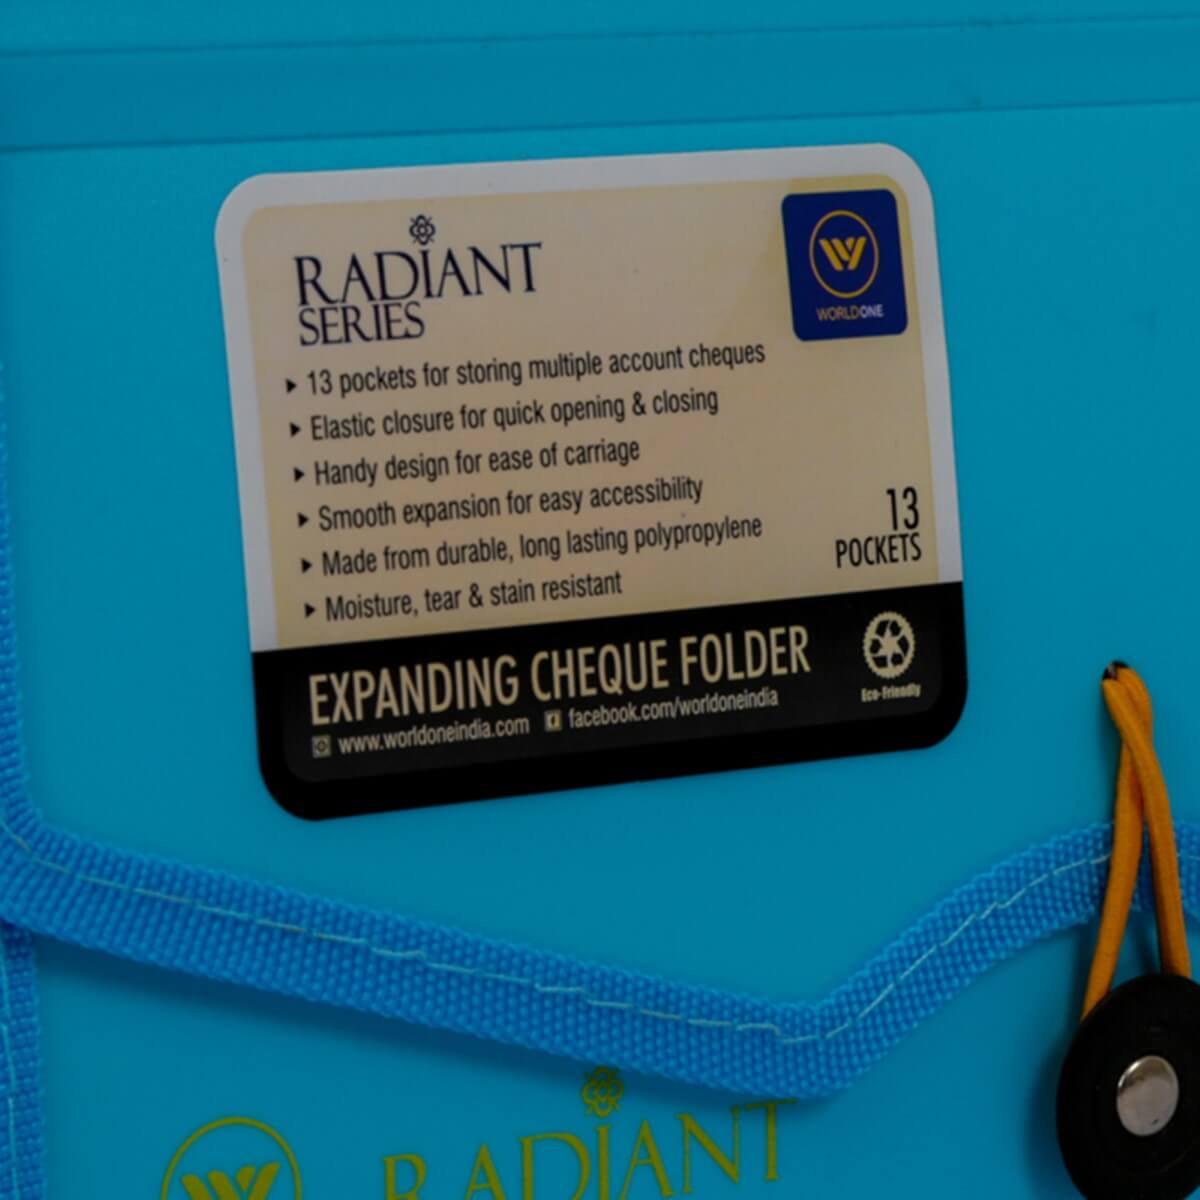 RADIANT
SERIES
WORLDONE
▸ 13 pockets for storing multiple account cheques
▸ Elastic closure for quick opening & closing
▸ Handy design for ease of carriage
▸ Smooth expansion for easy accessibility
▸ Made from durable, long lasting polypropylene
▸ Moisture, tear & stain resistant
13
POCKETS
EXPANDING CHEQUE FOLDER
www.worldoneindia.com facebook.com/worldoneindia
Eco-Friendly
RADIANT